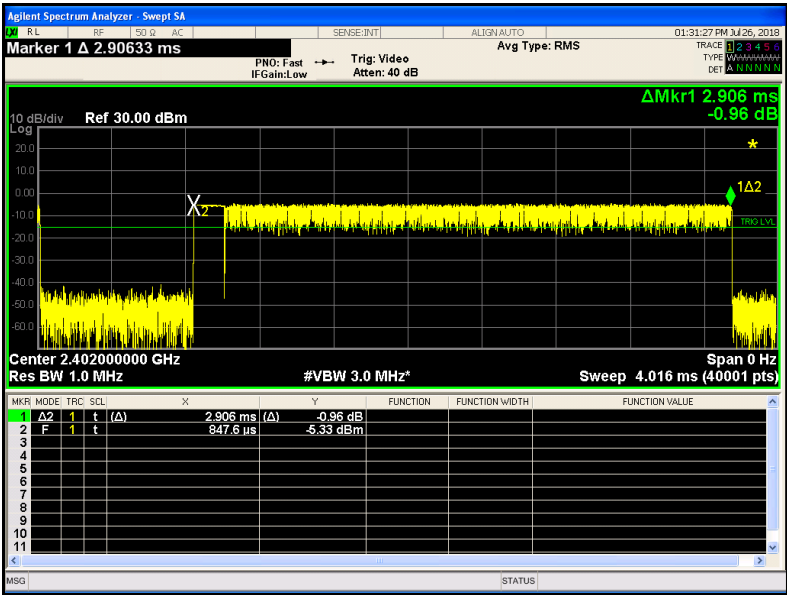 Agilent Spectrum Analyzer - Swept SA
LXI RL RF 50 Ω AC SENSE:INT ALIGN AUTO 01:31:27 PM Jul 26, 2018
Marker 1 Δ 2.90633 ms
PNO: Fast
IFGain:Low
Trig: Video
Atten: 40 dB
Avg Type: RMS
TRACE 1 2 3 4 5 6
TYPE
DET A N N N N N
ΔMkr1 2.906 ms
-0.96 dB
10 dB/div Ref 30.00 dBm
Log
20.0
10.0
0.00
-10.0
-20.0
-30.0
-40.0
-50.0
-60.0
2
1Δ2
TRIG LVL
Center 2.402000000 GHz Span 0 Hz
Res BW 1.0 MHz #VBW 3.0 MHz* Sweep 4.016 ms (40001 pts)
MKR MODE TRC SCL X Y FUNCTION FUNCTION WIDTH FUNCTION VALUE
1 Δ2 1 t (Δ) 2.906 ms (Δ) -0.96 dB
2 F 1 t 847.6 µs -5.33 dBm
3
4
5
6
7
8
9
10
11
MSG STATUS